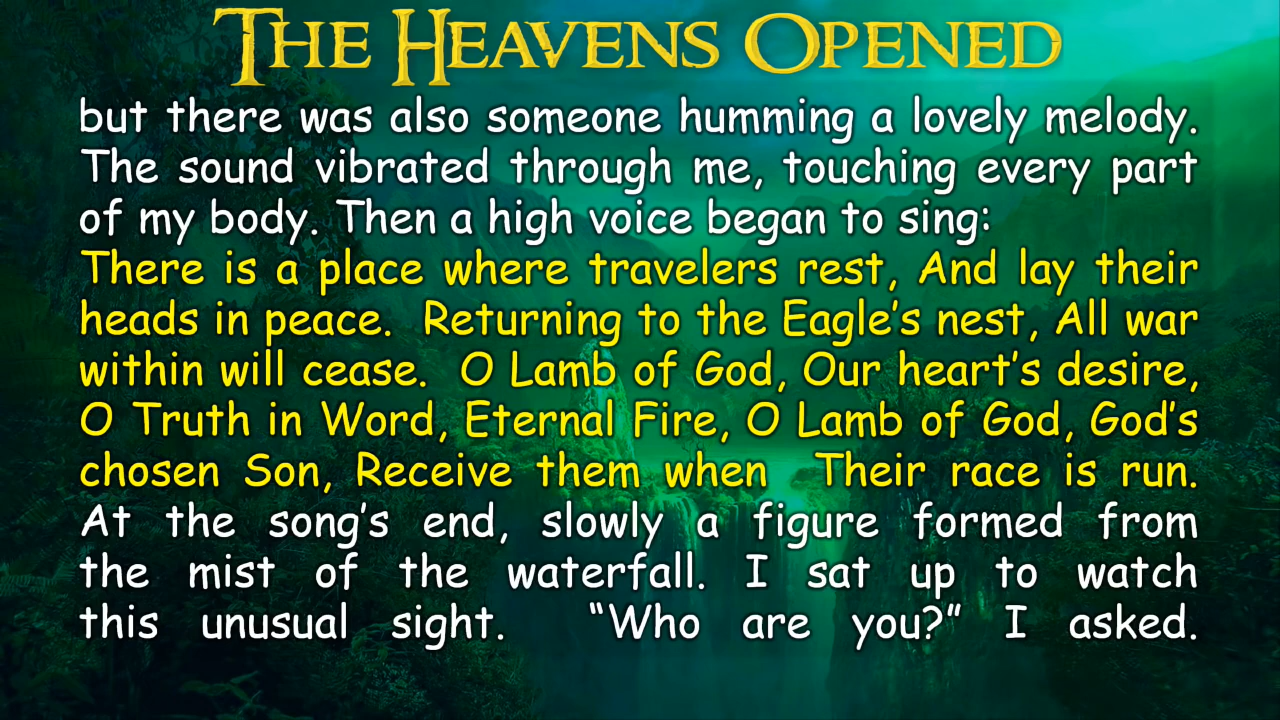 THE HEAVENS OPENED
but there was also someone humming a lovely melody.
The sound vibrated through me, touching every part
of my body. Then a high voice began to sing:
There is a place where travelers rest, And lay their
heads in peace.  Returning to the Eagle’s nest, All war
within will cease.  O Lamb of God, Our heart’s desire,
O Truth in Word, Eternal Fire, O Lamb of God, God’s
chosen Son, Receive them when  Their race is run.
At the song’s end, slowly a figure formed from
the mist of the waterfall. I sat up to watch
this unusual sight.  “Who are you?” I asked.